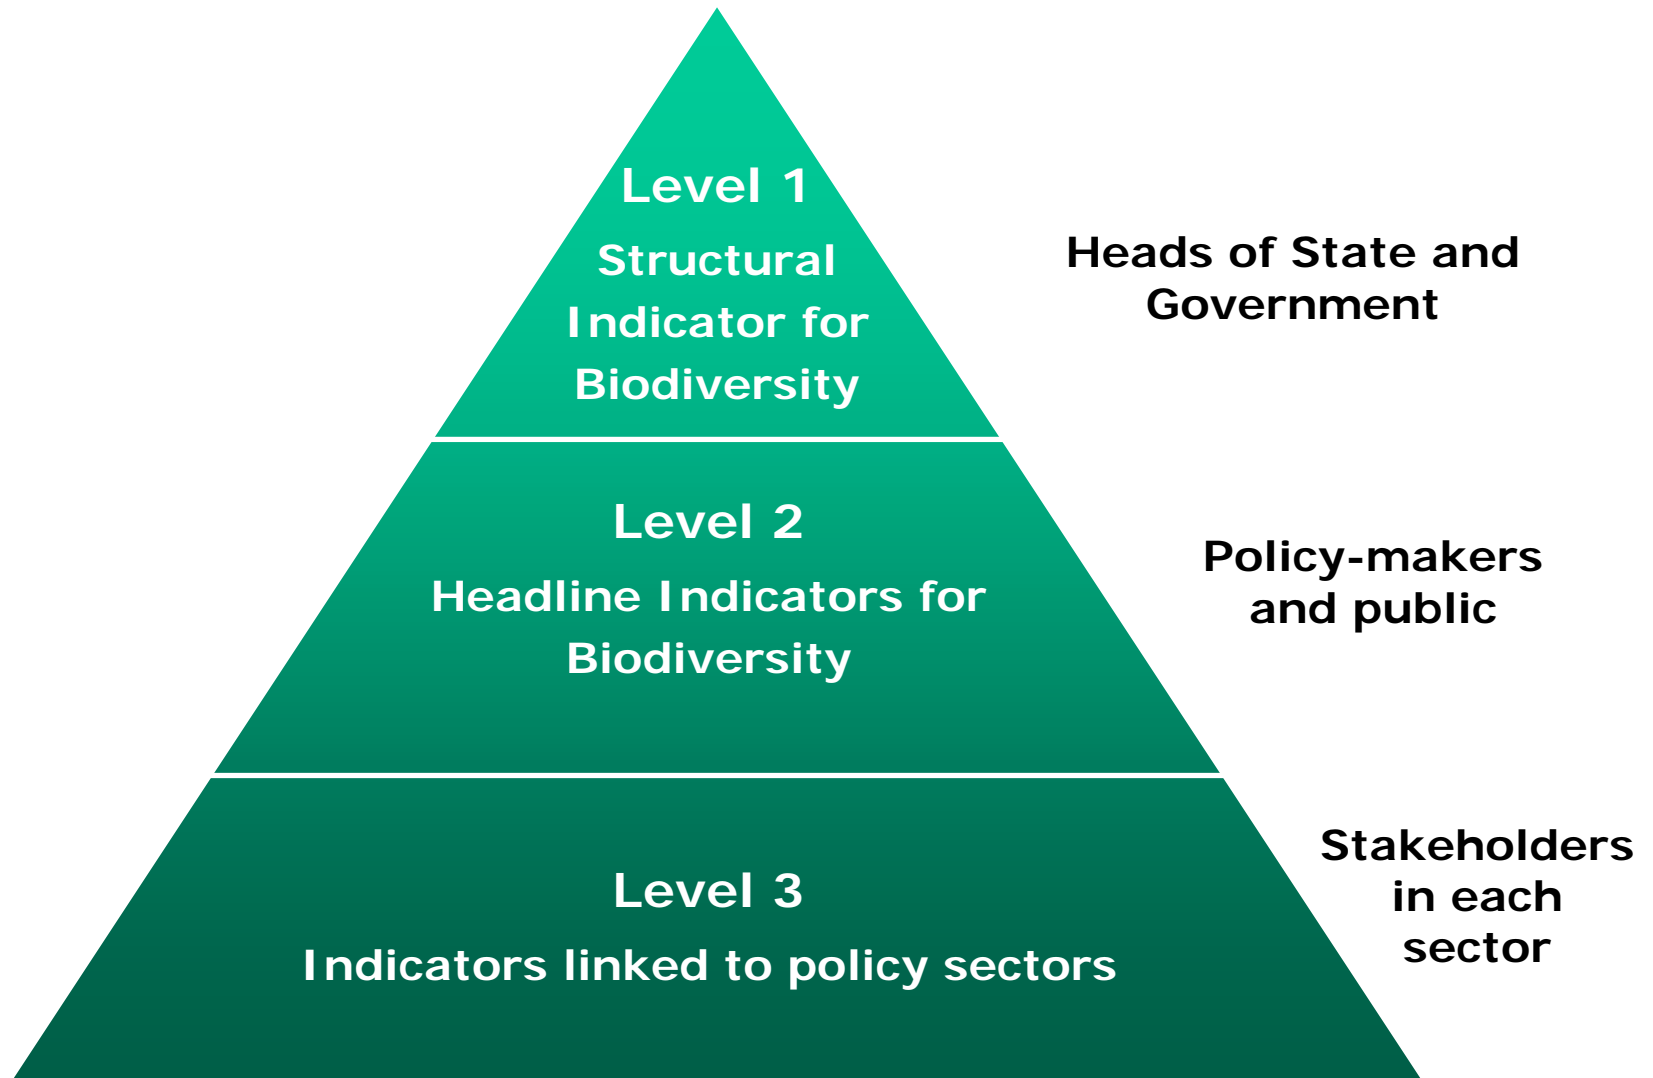 Level 1
Structural
Indicator for
Biodiversity
Heads of State and
Government
Level 2
Headline Indicators for
Biodiversity
Policy-makers
and public
Level 3
Indicators linked to policy sectors
Stakeholders
in each
sector